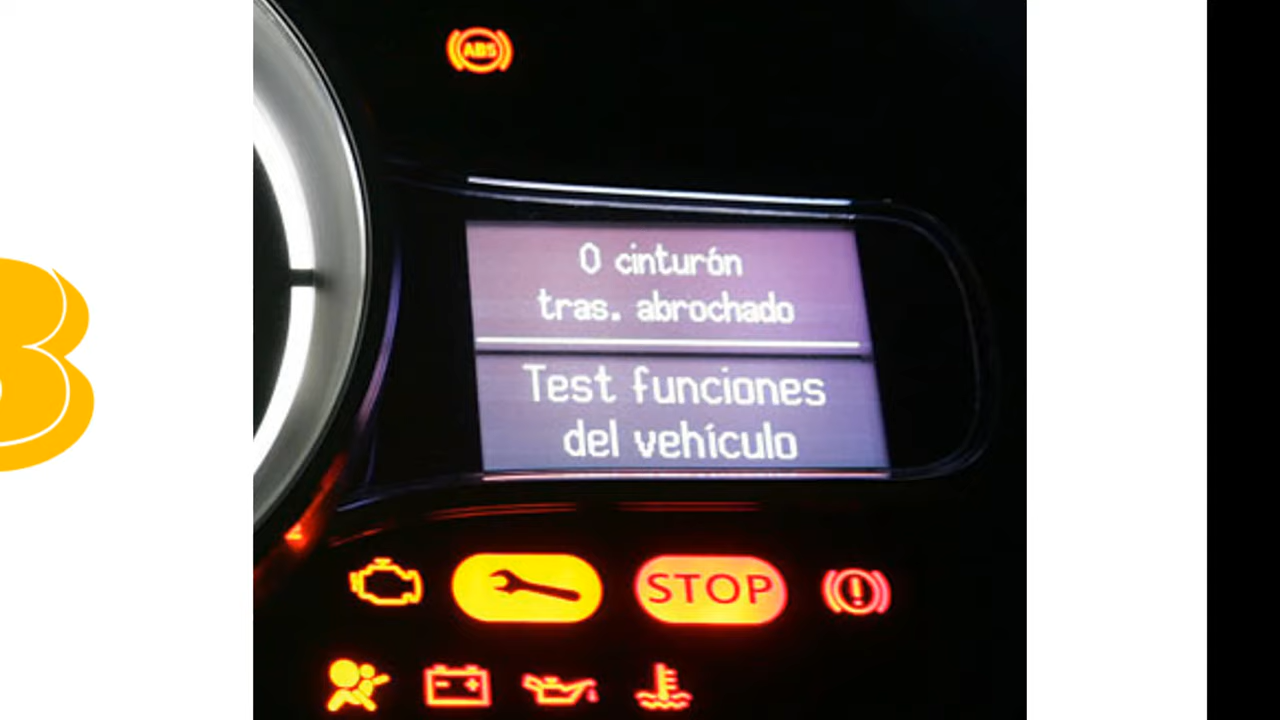 ABS
0 cinturón
tras. abrochado
Test funciones
del vehículo
STOP